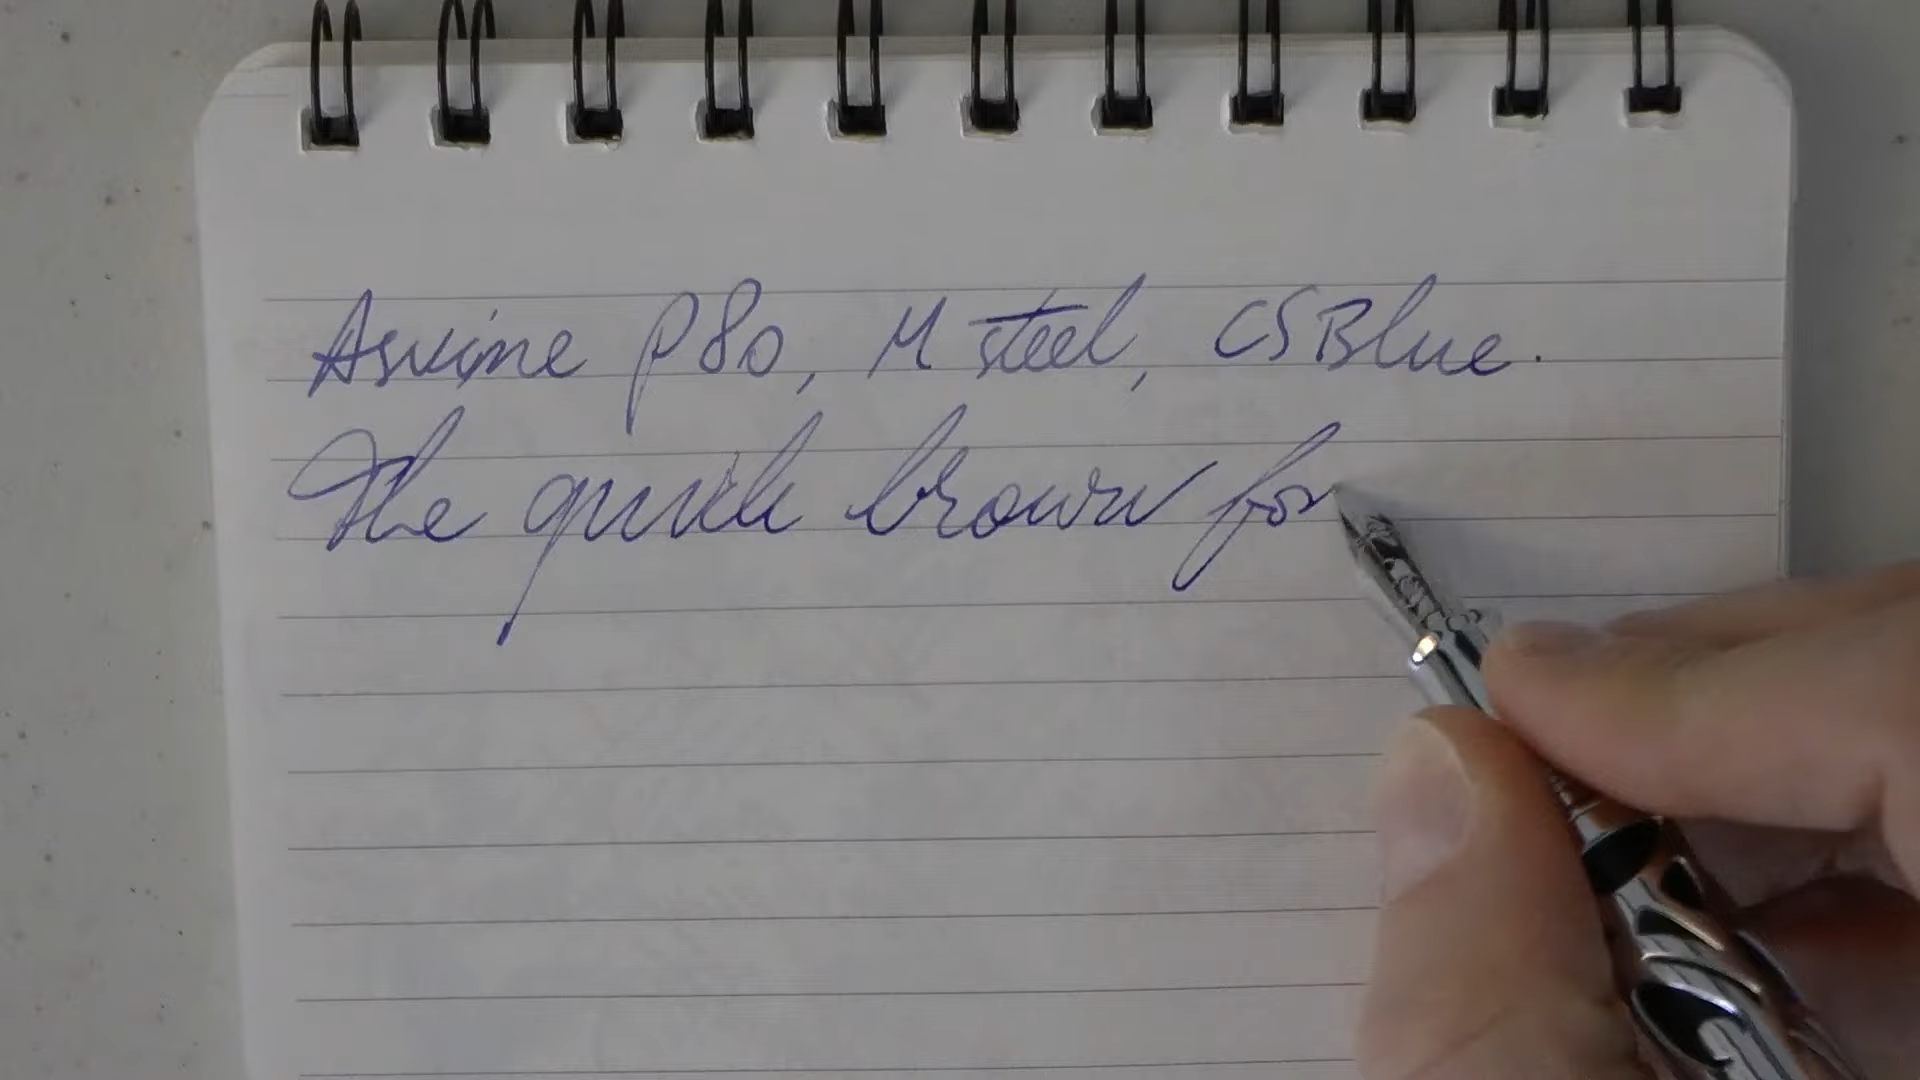 Asvine P80, M steel, CS Blue.
The quick brown fo